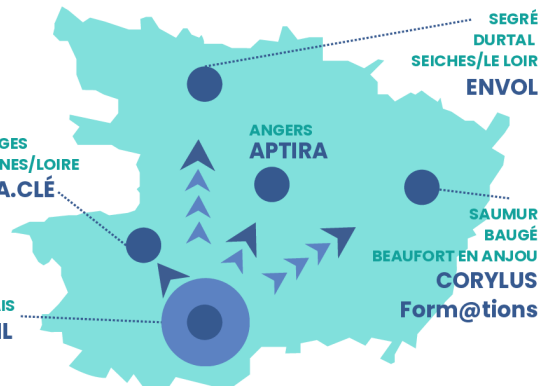 SEGRÉ
DURTAL
SEICHES/LE LOIR
ENVOL
ANGERS
APTIRA
GES
NES/LOIRE
A.CLÉ
SAUMUR
BAUGÉ
BEAUFORT EN ANJOU
CORYLUS
Form@tions
IS
IL